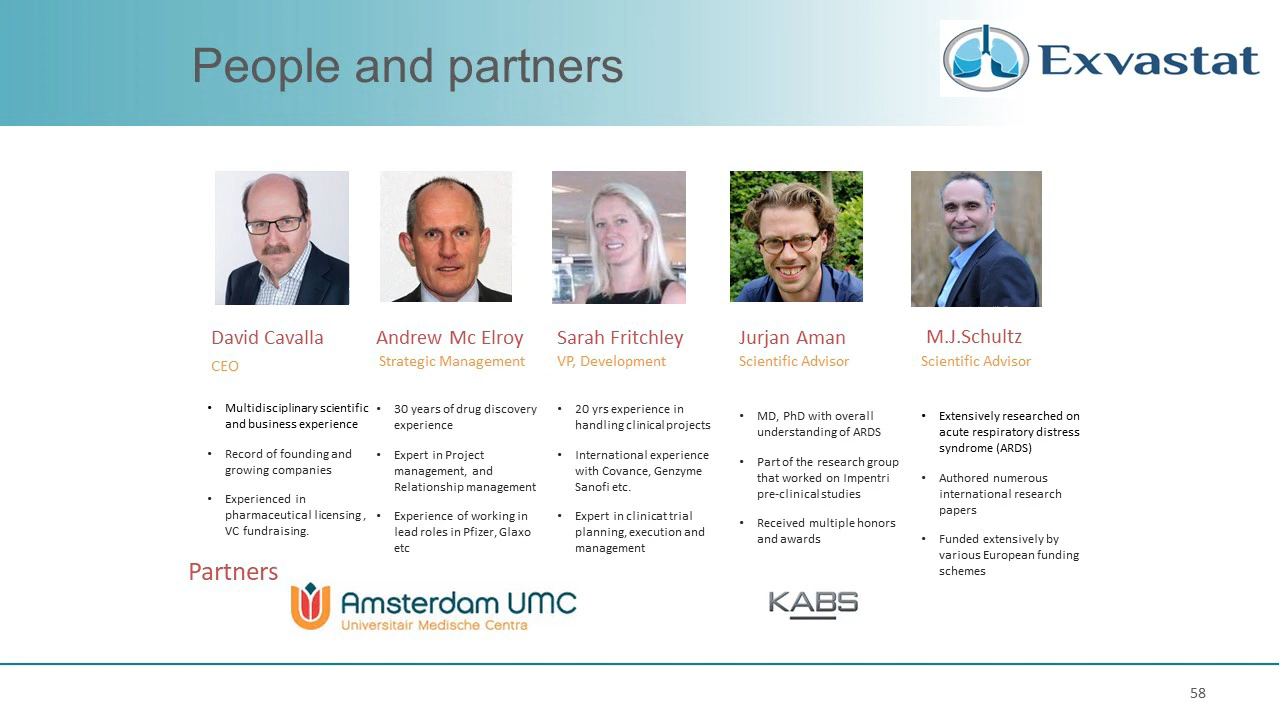 People and partners
Exvastat
David Cavalla
CEO
• Multidisciplinary scientific
and business experience
• Record of founding and
growing companies
• Experienced in
pharmaceutical licensing ,
VC fundraising.
Andrew Mc Elroy
Strategic Management
• 30 years of drug discovery
experience
• Expert in Project
management, and
Relationship management
• Experience of working in
lead roles in Pfizer, Glaxo
etc
Sarah Fritchley
VP, Development
• 20 yrs experience in
handling clinical projects
• International experience
with Covance, Genzyme
Sanofi etc.
• Expert in clinicat trial
planning, execution and
management
Jurjan Aman
Scientific Advisor
• MD, PhD with overall
understanding of ARDS
• Part of the research group
that worked on Impentri
pre-clinical studies
• Received multiple honors
and awards
M.J.Schultz
Scientific Advisor
• Extensively researched on
acute respiratory distress
syndrome (ARDS)
• Authored numerous
international research
papers
• Funded extensively by
various European funding
schemes
Partners
Amsterdam UMC
Universitair Medische Centra
KABS
58